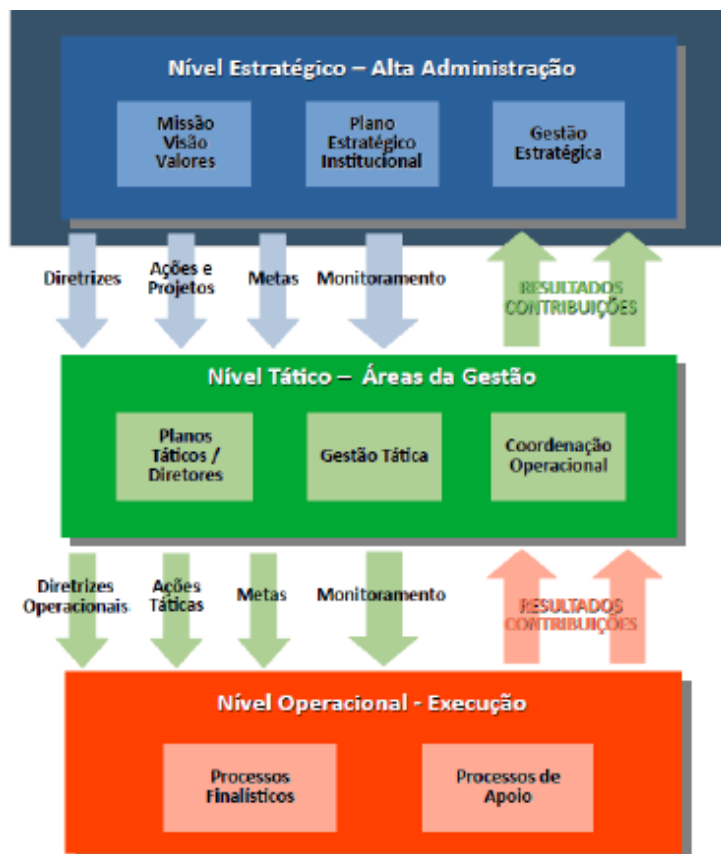 Nível Estratégico – Alta Administração
Missão
Visão
Valores
Plano
Estratégico
Institucional
Gestão
Estratégica
Diretrizes
Ações e
Projetos
Metas
Monitoramento
RESULTADOS
CONTRIBUIÇÕES
Nível Tático – Áreas da Gestão
Planos
Táticos /
Diretores
Gestão Tática
Coordenação
Operacional
Diretrizes
Operacionais
Ações
Táticas
Metas
Monitoramento
RESULTADOS
CONTRIBUIÇÕES
Nível Operacional - Execução
Processos
Finalísticos
Processos de
Apoio